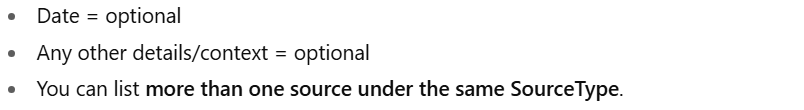 • Date = optional
• Any other details/context = optional
• You can list more than one source under the same SourceType.